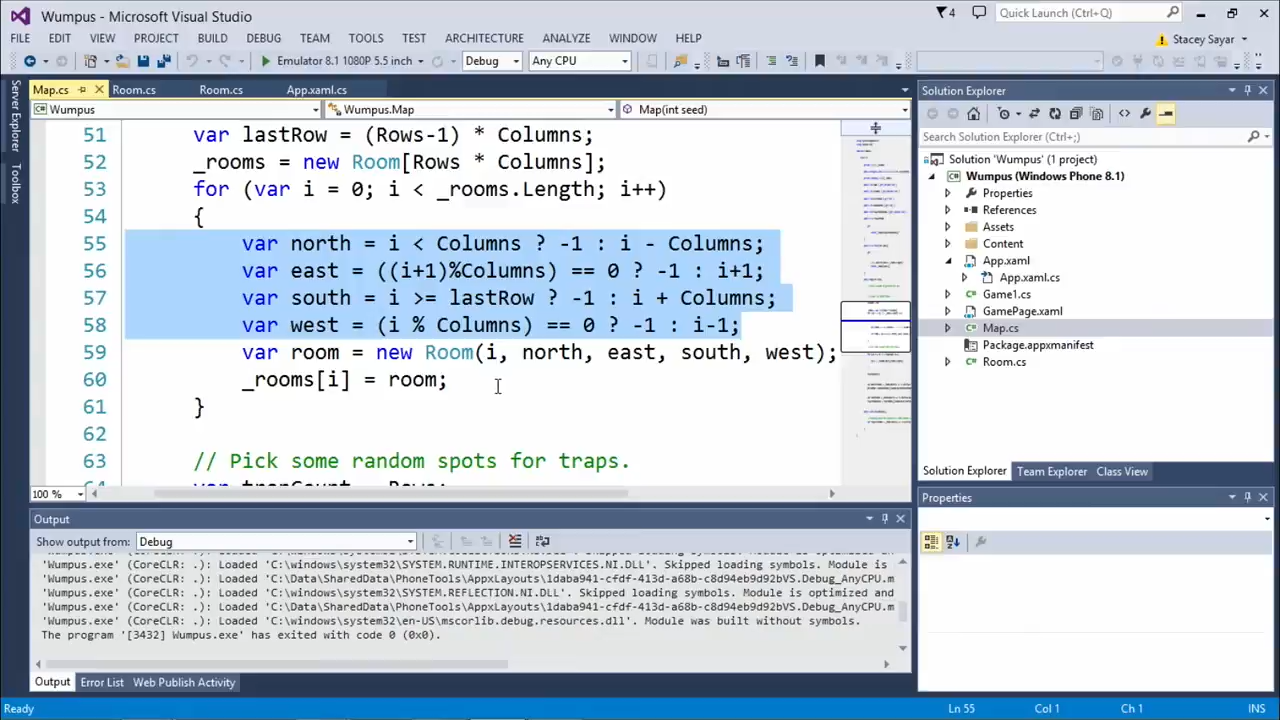 Wumpus - Microsoft Visual Studio
4
Quick Launch (Ctrl+Q)
FILE EDIT VIEW PROJECT BUILD DEBUG TEAM TOOLS TEST ARCHITECTURE ANALYZE WINDOW HELP
Stacey Sayar
Emulator 8.1 1080P 5.5 inch
Debug
Any CPU
Server Explorer
Toolbox
Map.cs Room.cs Room.cs App.xaml.cs
Wumpus
Wumpus.Map
Map(int seed)
51 var lastRow = (Rows-1) * Columns;
52 _rooms = new Room[Rows * Columns];
53 for (var i = 0; i < _rooms.Length; i++)
54 {
55 var north = i < Columns ? -1 : i - Columns;
56 var east = ((i+1)%Columns) == 0 ? -1 : i+1;
57 var south = i >= lastRow ? -1 : i + Columns;
58 var west = (i % Columns) == 0 ? -1 : i-1;
59 var room = new Room(i, north, east, south, west);
60 _rooms[i] = room;
61 }
62
63 // Pick some random spots for traps.
100 %
Solution Explorer
Search Solution Explorer (Ctrl+;)
Solution 'Wumpus' (1 project)
Wumpus (Windows Phone 8.1)
Properties
References
Assets
Content
App.xaml
App.xaml.cs
Game1.cs
GamePage.xaml
Map.cs
Package.appxmanifest
Room.cs
Solution Explorer Team Explorer Class View
Properties
Output
Show output from: Debug
'Wumpus.exe' (CoreCLR: .): Loaded 'C:\windows\system32\SYSTEM.RUNTIME.INTEROPSERVICES.NI.DLL'. Skipped loading symbols. Module is
'Wumpus.exe' (CoreCLR: .): Loaded 'C:\Data\SharedData\PhoneTools\AppxLayouts\1daba941-cfdf-413d-a68b-c8d94eb9d92bVS.Debug_AnyCPU.m
'Wumpus.exe' (CoreCLR: .): Loaded 'C:\windows\system32\SYSTEM.REFLECTION.NI.DLL'. Skipped loading symbols. Module is optimized and
'Wumpus.exe' (CoreCLR: .): Loaded 'C:\Data\SharedData\PhoneTools\AppxLayouts\1daba941-cfdf-413d-a68b-c8d94eb9d92bVS.Debug_AnyCPU.m
'Wumpus.exe' (CoreCLR: .): Loaded 'C:\windows\system32\en-US\mscorlib.debug.resources.dll'. Module was built without symbols.
The program '[3432] Wumpus.exe' has exited with code 0 (0x0).
Output Error List Web Publish Activity
Ready
Ln 55 Col 1 Ch 1 INS